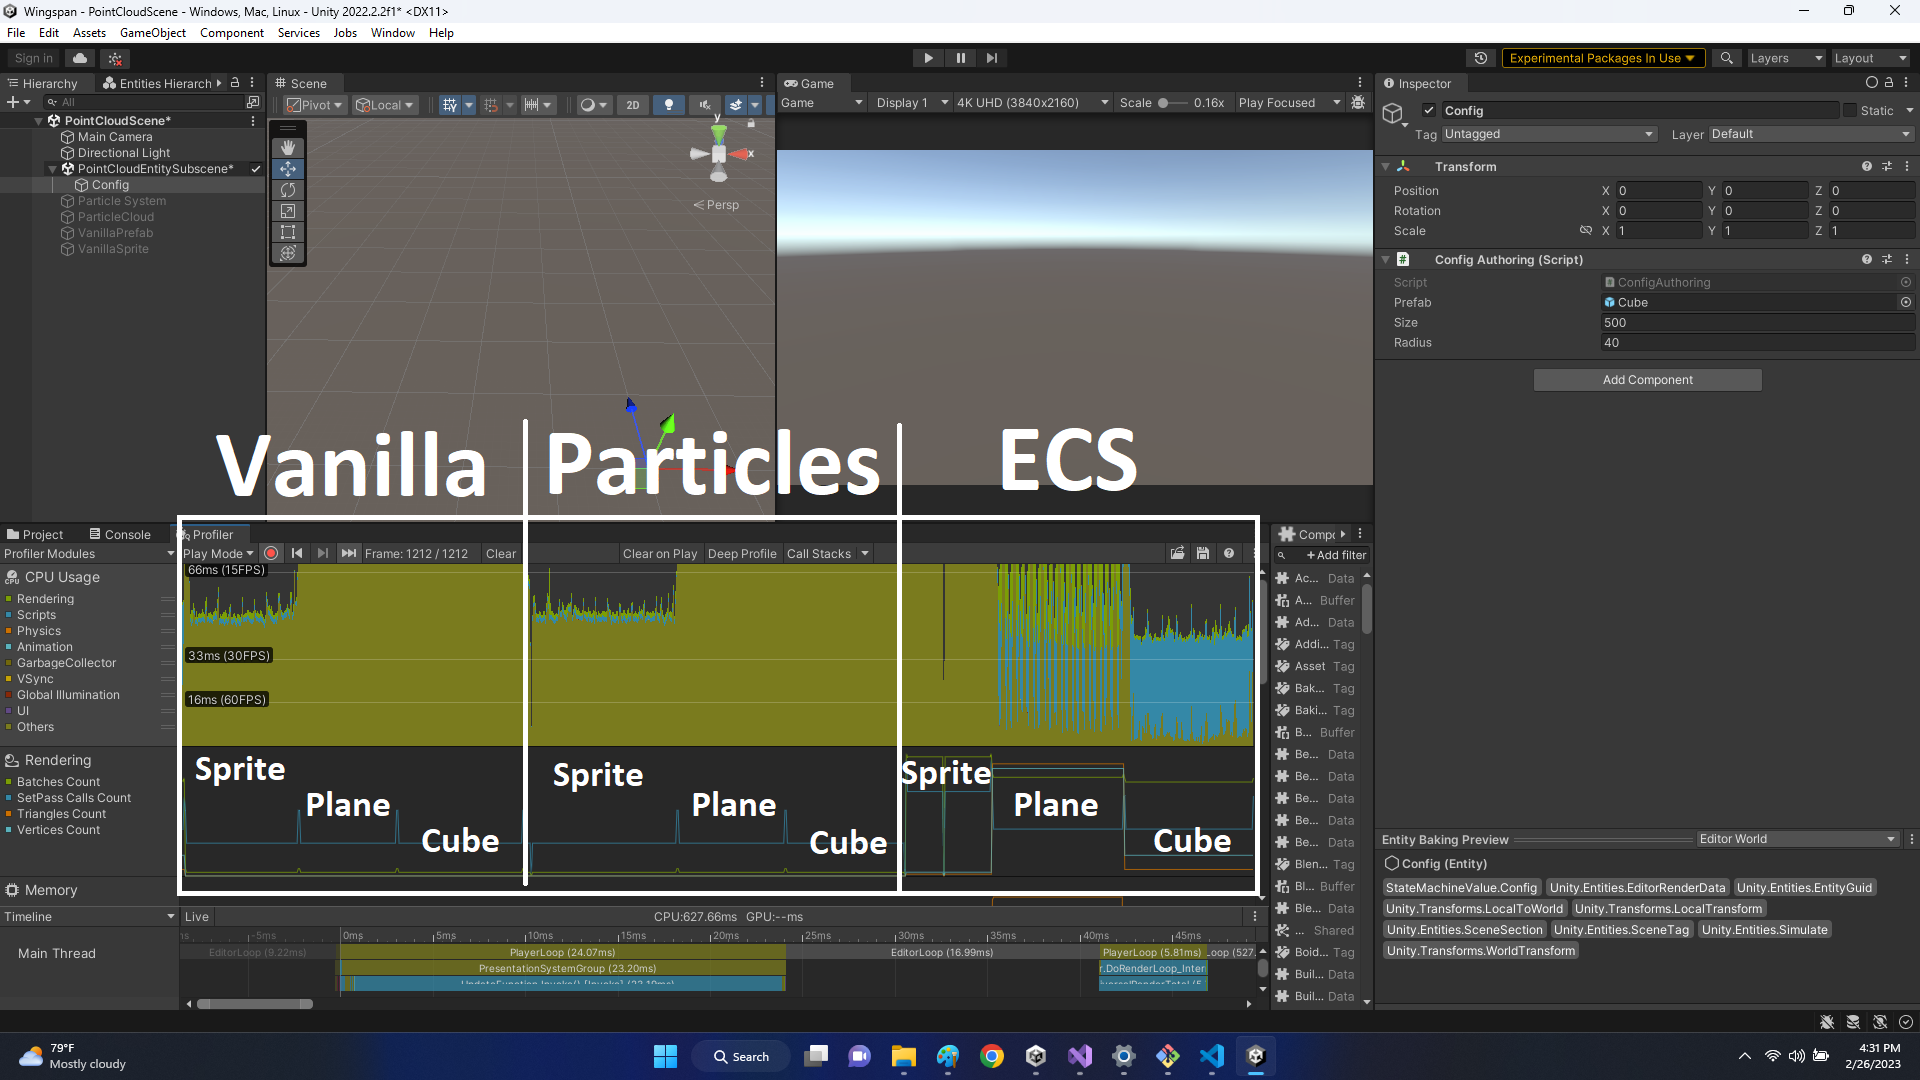 Wingspan - PointCloudScene - Windows, Mac, Linux - Unity 2022.2.2f1* <DX11>
File Edit Assets GameObject Component Services Jobs Window Help
Sign in
Experimental Packages In Use
Layers
Layout
Hierarchy
Entities Hierarch
All
PointCloudScene*
Main Camera
Directional Light
PointCloudEntitySubscene*
Config
Particle System
ParticleCloud
VanillaPrefab
VanillaSprite
Scene
Pivot
Local
2D
y
x
Persp
Game
Game
Display 1
4K UHD (3840x2160)
Scale
0.16x
Play Focused
Inspector
Config
Static
Tag Untagged
Layer Default
Transform
Position X 0 Y 0 Z 0
Rotation X 0 Y 0 Z 0
Scale X 1 Y 1 Z 1
Config Authoring (Script)
Script ConfigAuthoring
Prefab Cube
Size 500
Radius 40
Add Component
Vanilla
Particles
ECS
Project
Console
Profiler
Profiler Modules
Play Mode
Frame: 1212 / 1212
Clear
Clear on Play
Deep Profile
Call Stacks
CPU Usage
Rendering
Scripts
Physics
Animation
GarbageCollector
VSync
Global Illumination
UI
Others
66ms (15FPS)
33ms (30FPS)
16ms (60FPS)
Rendering
Batches Count
SetPass Calls Count
Triangles Count
Vertices Count
Sprite
Plane
Cube
Sprite
Plane
Cube
Sprite
Plane
Cube
Memory
Timeline
Live
CPU:627.66ms GPU:--ms
-5ms 0ms 5ms 10ms 15ms 20ms 25ms 30ms 35ms 40ms 45ms
Main Thread
EditorLoop (9.22ms)
PlayerLoop (24.07ms)
EditorLoop (16.99ms)
PlayerLoop (5.81ms)
PresentationSystemGroup (23.20ms)
r.DoRenderLoop_Inter
Compo
Add filter
Ac... Data
A... Buffer
Ad... Data
Addi... Tag
Asset Tag
Bak... Tag
Baki... Tag
B... Buffer
Be... Data
Be... Data
Be... Data
Be... Data
Be... Data
Blen... Tag
Bl... Buffer
Ble... Data
... Shared
Boid... Tag
Buil... Data
Buil... Data
Entity Baking Preview
Editor World
Config (Entity)
StateMachineValue.Config Unity.Entities.EditorRenderData Unity.Entities.EntityGuid
Unity.Transforms.LocalToWorld Unity.Transforms.LocalTransform
Unity.Entities.SceneSection Unity.Entities.SceneTag Unity.Entities.Simulate
Unity.Transforms.WorldTransform
79°F
Mostly cloudy
Search
4:31 PM
2/26/2023